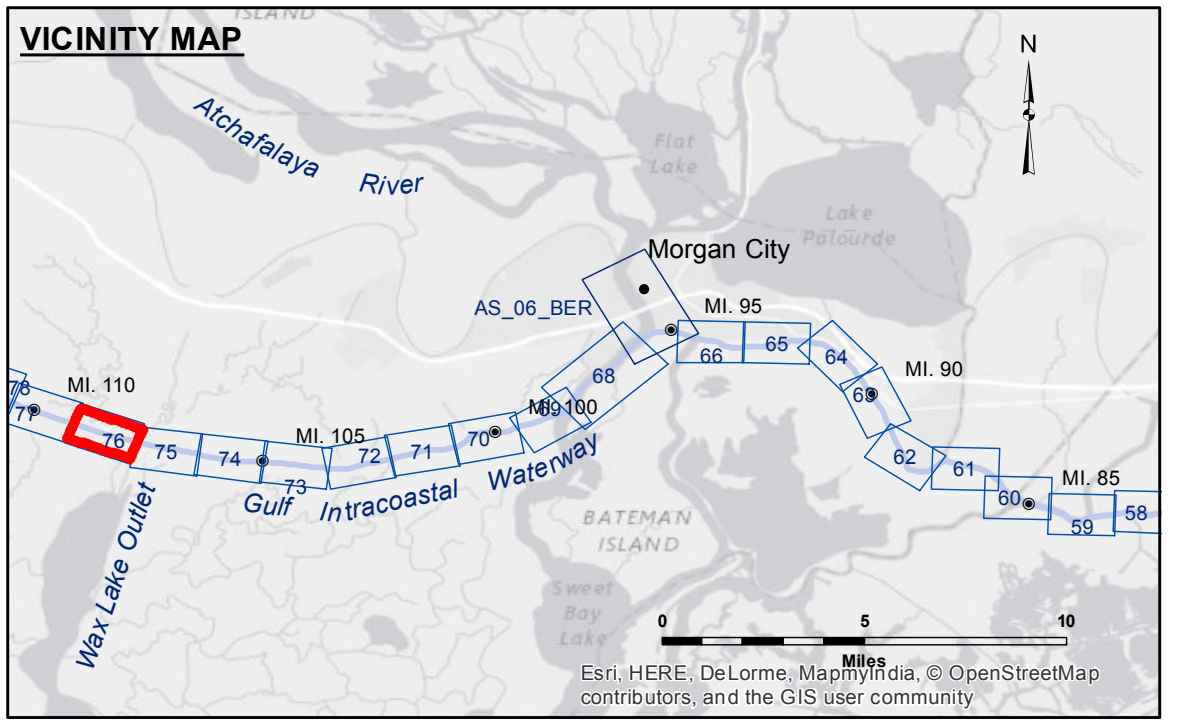 ISLAND
VICINITY MAP
N
Atchafalaya River
Flat
Lake
Lake
Palourde
Morgan City
AS_06_BER
MI. 95
66
65
64
68
MI. 90
63
78
MI. 110
77
76
75
74
MI. 105
73
72
71
70
69
MI. 100
62
61
60
MI. 85
59
58
Gulf Intracoastal Waterway
Wax Lake Outlet
BATEMAN
ISLAND
Sweet
Bay
Lake
0 5 10
Miles
Esri, HERE, DeLorme, MapmyIndia, © OpenStreetMap
contributors, and the GIS user community